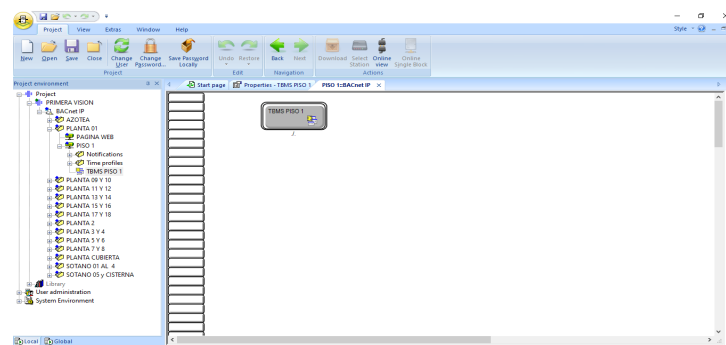 Project View Extras Window Help Style
New Open Save Close Change User Change Password... Save Password Locally Undo Restore Back Next Download Select Station Online view Online Single Block
Project Edit Navigation Actions
Project environment
Start page Properties - TBMS PISO 1 PISO 1::BACnet IP
Project
PRIMERA VISION
BACnet IP
AZOTEA
PLANTA 01
PAGINA WEB
PISO 1
Notifications
Time profiles
TBMS PISO 1
PLANTA 09 Y 10
PLANTA 11 Y 12
PLANTA 13 Y 14
PLANTA 15 Y 16
PLANTA 17 Y 18
PLANTA 2
PLANTA 3 Y 4
PLANTA 5 Y 6
PLANTA 7 Y 8
PLANTA CUBIERTA
SOTANO 01 AL 4
SOTANO 05 y CISTERNA
Library
User administration
System Environment
TBMS PISO 1
Local Global